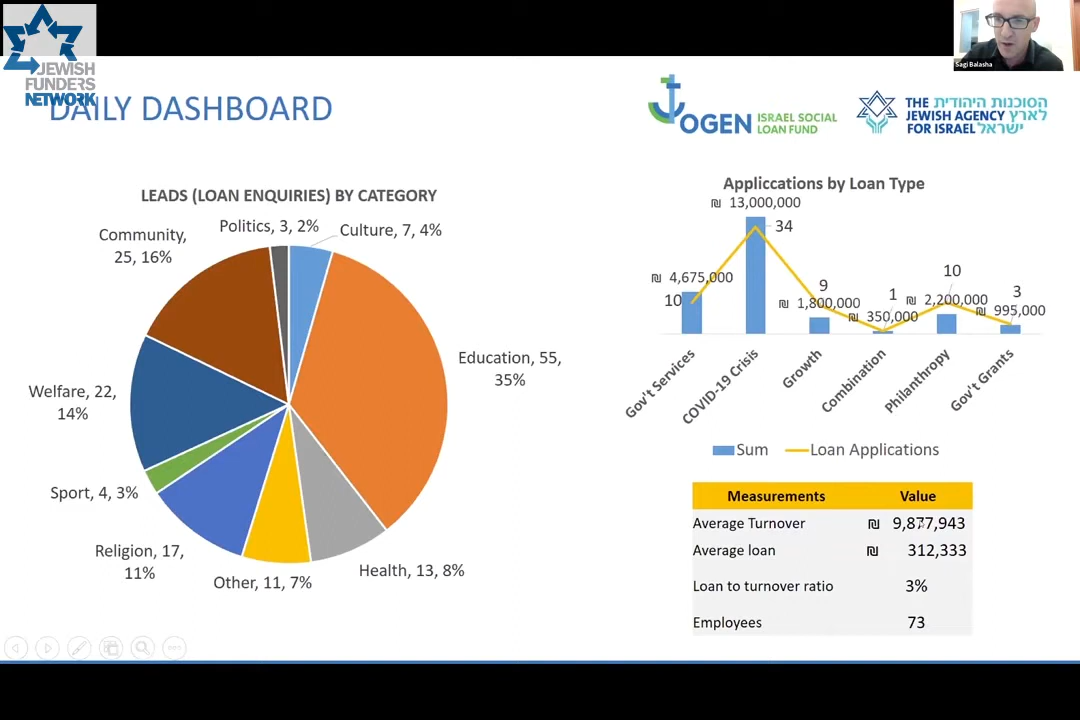 JEWISH
FUNDERS
NETWORK
DAILY DASHBOARD
Sagi Balasha
OGEN ISRAEL SOCIAL
LOAN FUND
THE הסוכנות היהודית
JEWISH AGENCY לארץ
FOR ISRAEL ישראל
LEADS (LOAN ENQUIRIES) BY CATEGORY
Politics, 3, 2%
Culture, 7, 4%
Community,
25, 16%
Education, 55,
35%
Welfare, 22,
14%
Sport, 4, 3%
Religion, 17,
11%
Other, 11, 7%
Health, 13, 8%
Appliccations by Loan Type
₪ 13,000,000
34
₪ 4,675,000
10
9
₪ 1,800,000
1
₪ 350,000
10
₪ 2,200,000
3
₪ 995,000
Gov't Services
COVID-19 Crisis
Growth
Combination
Philanthropy
Gov't Grants
Sum
Loan Applications
Measurements Value
Average Turnover ₪ 9,877,943
Average loan ₪ 312,333
Loan to turnover ratio 3%
Employees 73